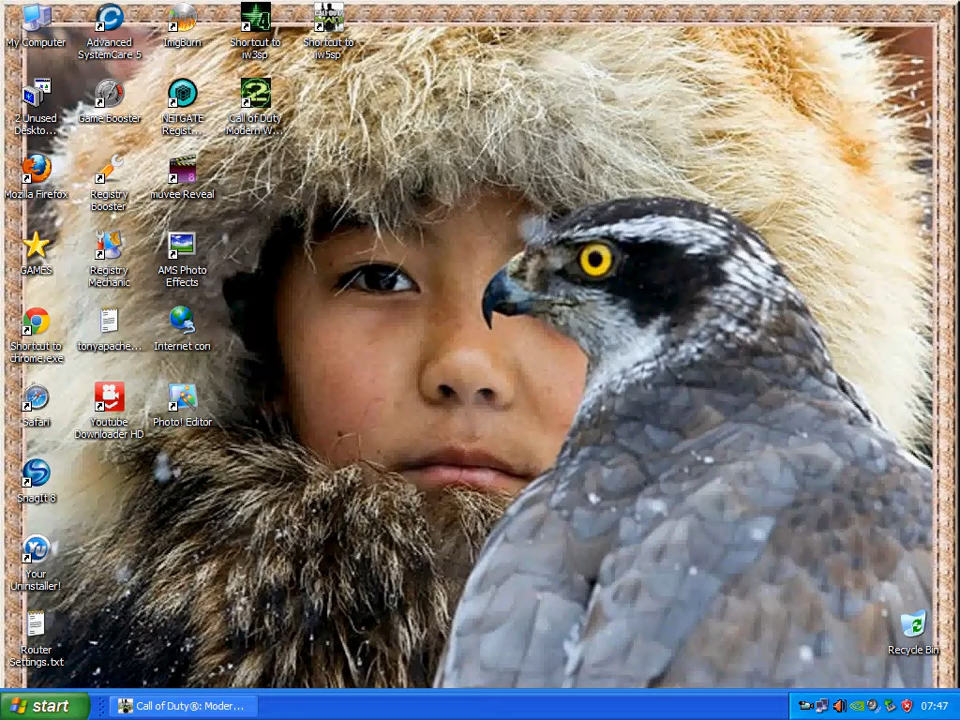 My Computer
Advanced
SystemCare 5
ImgBurn
Shortcut to
iw3sp
Shortcut to
iw5sp
2 Unused
Deskto...
Game Booster
NETGATE
Regist...
Call of Duty
Modern W...
Mozilla Firefox
Registry
Booster
muvee Reveal
8
GAMES
Registry
Mechanic
AMS Photo
Effects
Shortcut to
chrome.exe
tonyapache...
Internet con
Safari
Youtube
Downloader HD
Photo! Editor
SnagIt 8
Your
Uninstaller!
Router
Settings.txt
Recycle Bin
start
Call of Duty®: Moder...
07:47